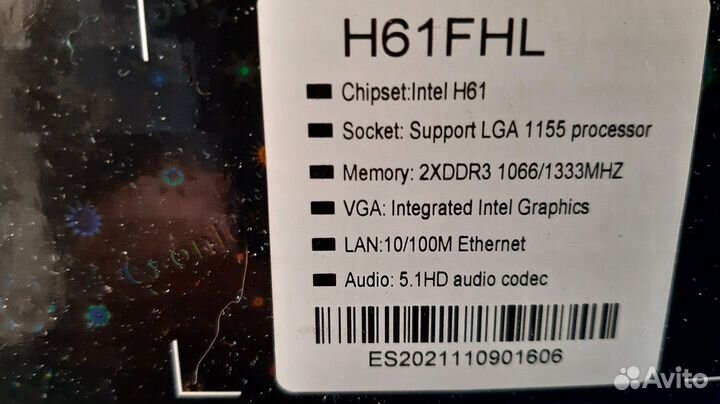 H61FHL
Chipset:Intel H61
Socket: Support LGA 1155 processor
Memory: 2XDDR3 1066/1333MHZ
VGA: Integrated Intel Graphics
LAN:10/100M Ethernet
Audio: 5.1HD audio codec
ES2021110901606
Avito